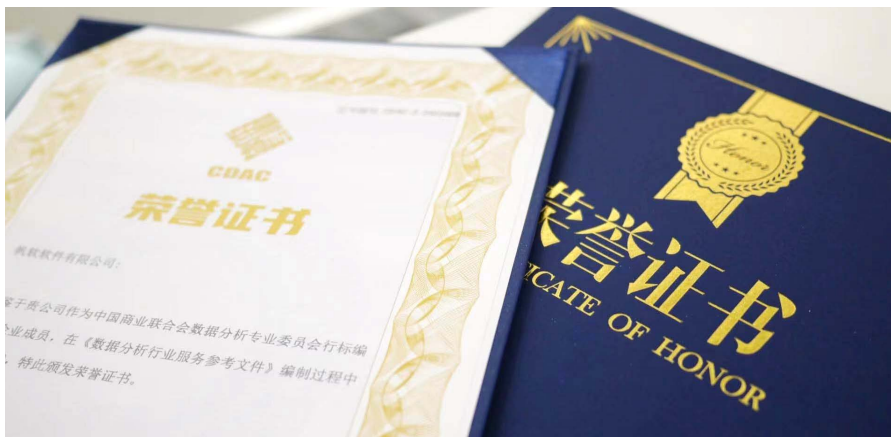 CDAC
荣誉证书
帆软软件有限公司:
鉴于贵公司作为中国商业联合会数据分析专业委员会行标编
企业成员,在《数据分析行业服务参考文件》编制过程中
,特此颁发荣誉证书。
Honor
荣誉证书
ICATE OF HONOR